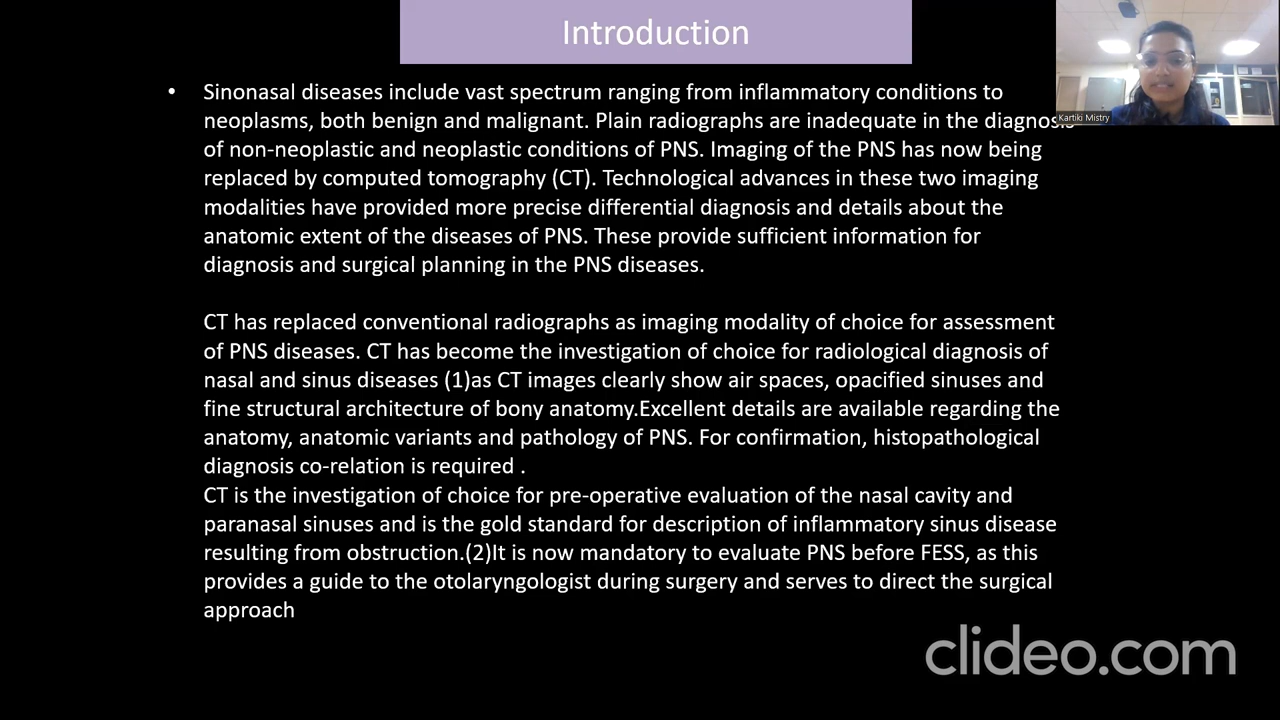 Introduction
• Sinonasal diseases include vast spectrum ranging from inflammatory conditions to
neoplasms, both benign and malignant. Plain radiographs are inadequate in the diagnosis
of non-neoplastic and neoplastic conditions of PNS. Imaging of the PNS has now being
replaced by computed tomography (CT). Technological advances in these two imaging
modalities have provided more precise differential diagnosis and details about the
anatomic extent of the diseases of PNS. These provide sufficient information for
diagnosis and surgical planning in the PNS diseases.
CT has replaced conventional radiographs as imaging modality of choice for assessment
of PNS diseases. CT has become the investigation of choice for radiological diagnosis of
nasal and sinus diseases (1)as CT images clearly show air spaces, opacified sinuses and
fine structural architecture of bony anatomy.Excellent details are available regarding the
anatomy, anatomic variants and pathology of PNS. For confirmation, histopathological
diagnosis co-relation is required .
CT is the investigation of choice for pre-operative evaluation of the nasal cavity and
paranasal sinuses and is the gold standard for description of inflammatory sinus disease
resulting from obstruction.(2)It is now mandatory to evaluate PNS before FESS, as this
provides a guide to the otolaryngologist during surgery and serves to direct the surgical
approach
Kartiki Mistry
clideo.com